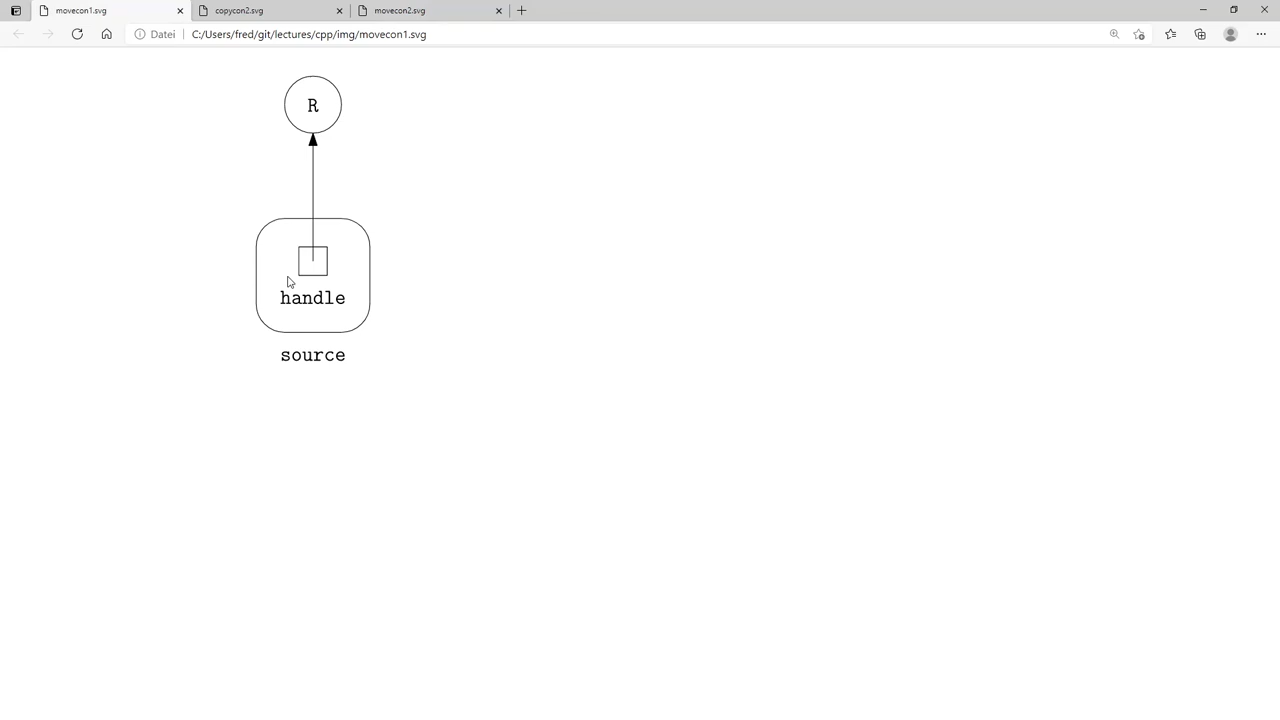 movecon1.svg
copycon2.svg
movecon2.svg
Datei
C:/Users/fred/git/lectures/cpp/img/movecon1.svg
R
handle
source